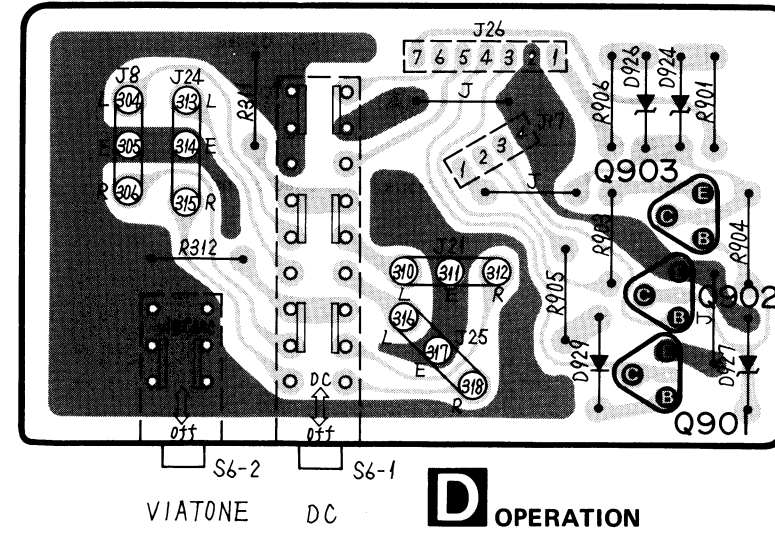 J26
7 6 5 4 3 2 1
D926
D924
R906
R901
J8 J24
304 313
L L
305 314
E E
306 315
R R
J
1 2 3 4
J
Q903
E
C
B
R903
R904
R312
J21
310 311 312
L E R
R905
E
C
B
Q902
J
316
L
317
E
J25
318
R
D929
E
C
B
D927
Q901
DC
Off
Off
S6-2
S6-1
VIATONE DC
D OPERATION